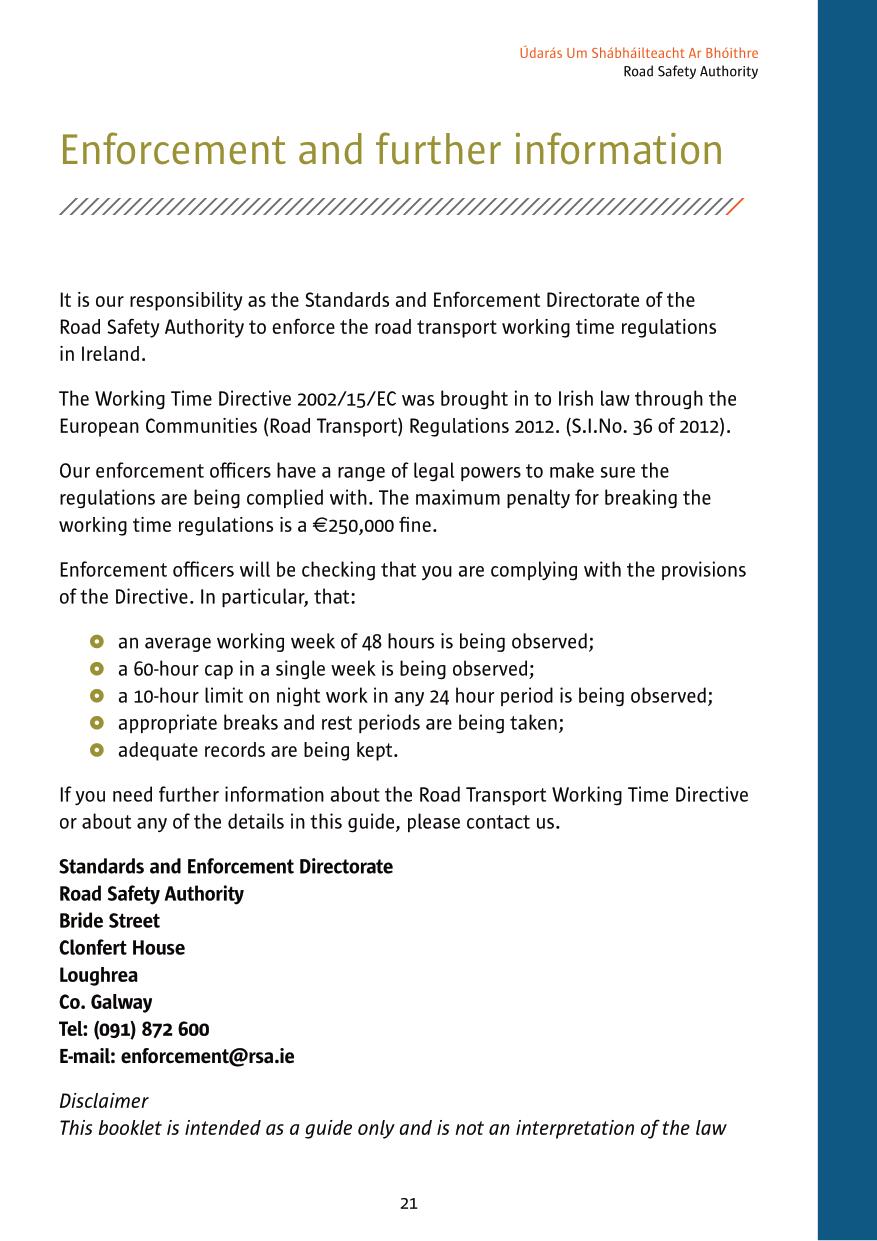 Údarás Um Shábháilteacht Ar Bhóithre
Road Safety Authority
Enforcement and further information
It is our responsibility as the Standards and Enforcement Directorate of the
Road Safety Authority to enforce the road transport working time regulations
in Ireland.
The Working Time Directive 2002/15/EC was brought in to Irish law through the
European Communities (Road Transport) Regulations 2012. (S.I.No. 36 of 2012).
Our enforcement officers have a range of legal powers to make sure the
regulations are being complied with. The maximum penalty for breaking the
working time regulations is a €250,000 fine.
Enforcement officers will be checking that you are complying with the provisions
of the Directive. In particular, that:
an average working week of 48 hours is being observed;
a 60-hour cap in a single week is being observed;
a 10-hour limit on night work in any 24 hour period is being observed;
appropriate breaks and rest periods are being taken;
adequate records are being kept.
If you need further information about the Road Transport Working Time Directive
or about any of the details in this guide, please contact us.
Standards and Enforcement Directorate
Road Safety Authority
Bride Street
Clonfert House
Loughrea
Co. Galway
Tel: (091) 872 600
E-mail: enforcement@rsa.ie
Disclaimer
This booklet is intended as a guide only and is not an interpretation of the law
21